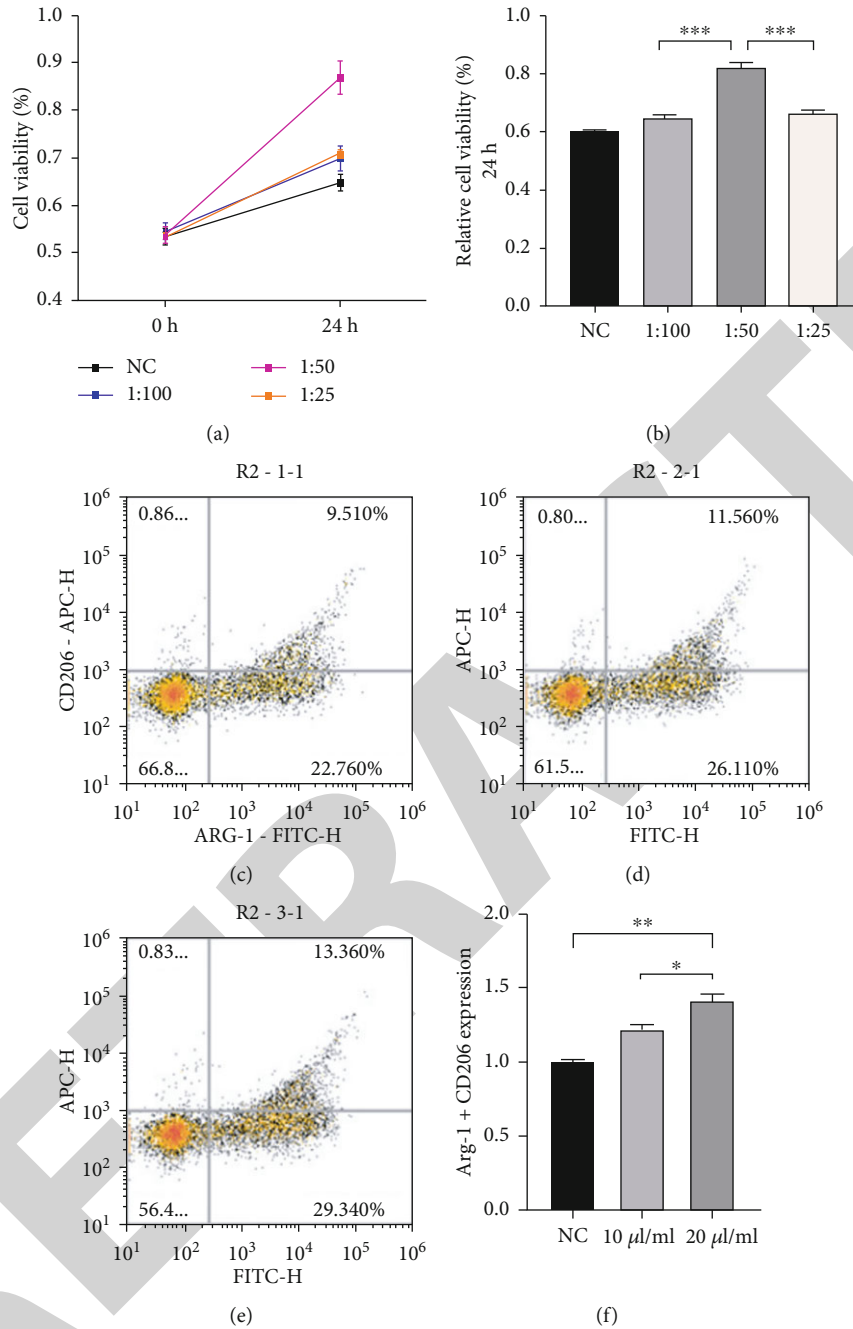 1.0
0.9
0.8
0.7
0.6
0.5
0.4
Cell viability (%)
0 h
24 h
NC
1:50
1:100
1:25
(a)
1.0
0.8
0.6
0.4
0.2
0.0
Relative cell viability (%)
24 h
***
***
NC
1:100
1:50
1:25
(b)
R2 - 1-1
10⁶
10⁵
10⁴
10³
10²
10¹
CD206 - APC-H
0.86...
9.510%
66.8...
22.760%
10¹ 10² 10³ 10⁴ 10⁵ 10⁶
ARG-1 - FITC-H
(c)
R2 - 2-1
10⁶
10⁵
10⁴
10³
10²
10¹
APC-H
0.80...
11.560%
61.5...
26.110%
10¹ 10² 10³ 10⁴ 10⁵ 10⁶
FITC-H
(d)
R2 - 3-1
10⁶
10⁵
10⁴
10³
10²
10¹
APC-H
0.83...
13.360%
56.4...
29.340%
10¹ 10² 10³ 10⁴ 10⁵ 10⁶
FITC-H
(e)
2.0
1.5
1.0
0.5
0.0
Arg-1 + CD206 expression
**
*
NC
10 μl/ml
20 μl/ml
(f)